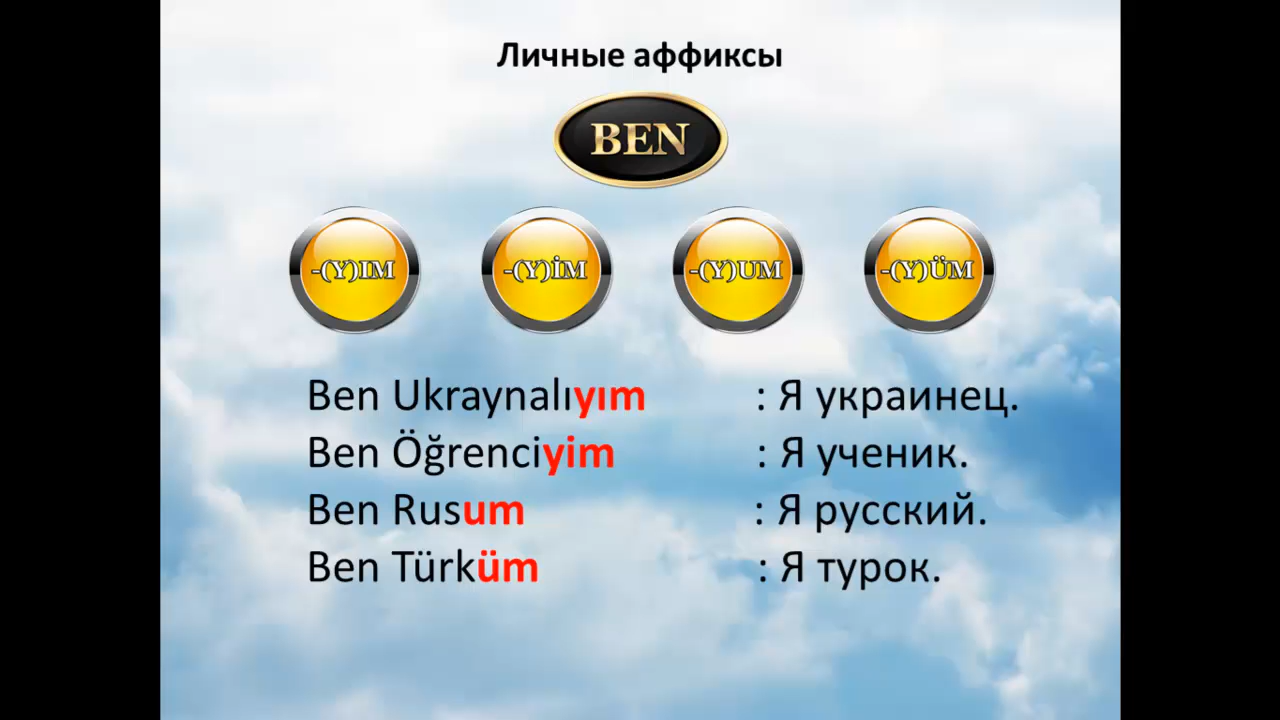 Личные аффиксы
BEN
-(Y)IM -(Y)İM -(Y)UM -(Y)ÜM
Ben Ukraynalıyım : Я украинец.
Ben Öğrenciyim : Я ученик.
Ben Rusum : Я русский.
Ben Türküm : Я турок.